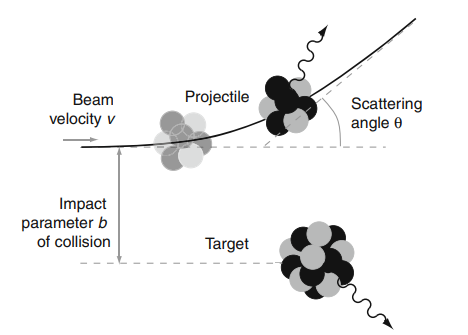 Beam
velocity v
Projectile
Scattering
angle θ
Impact
parameter b
of collision
Target